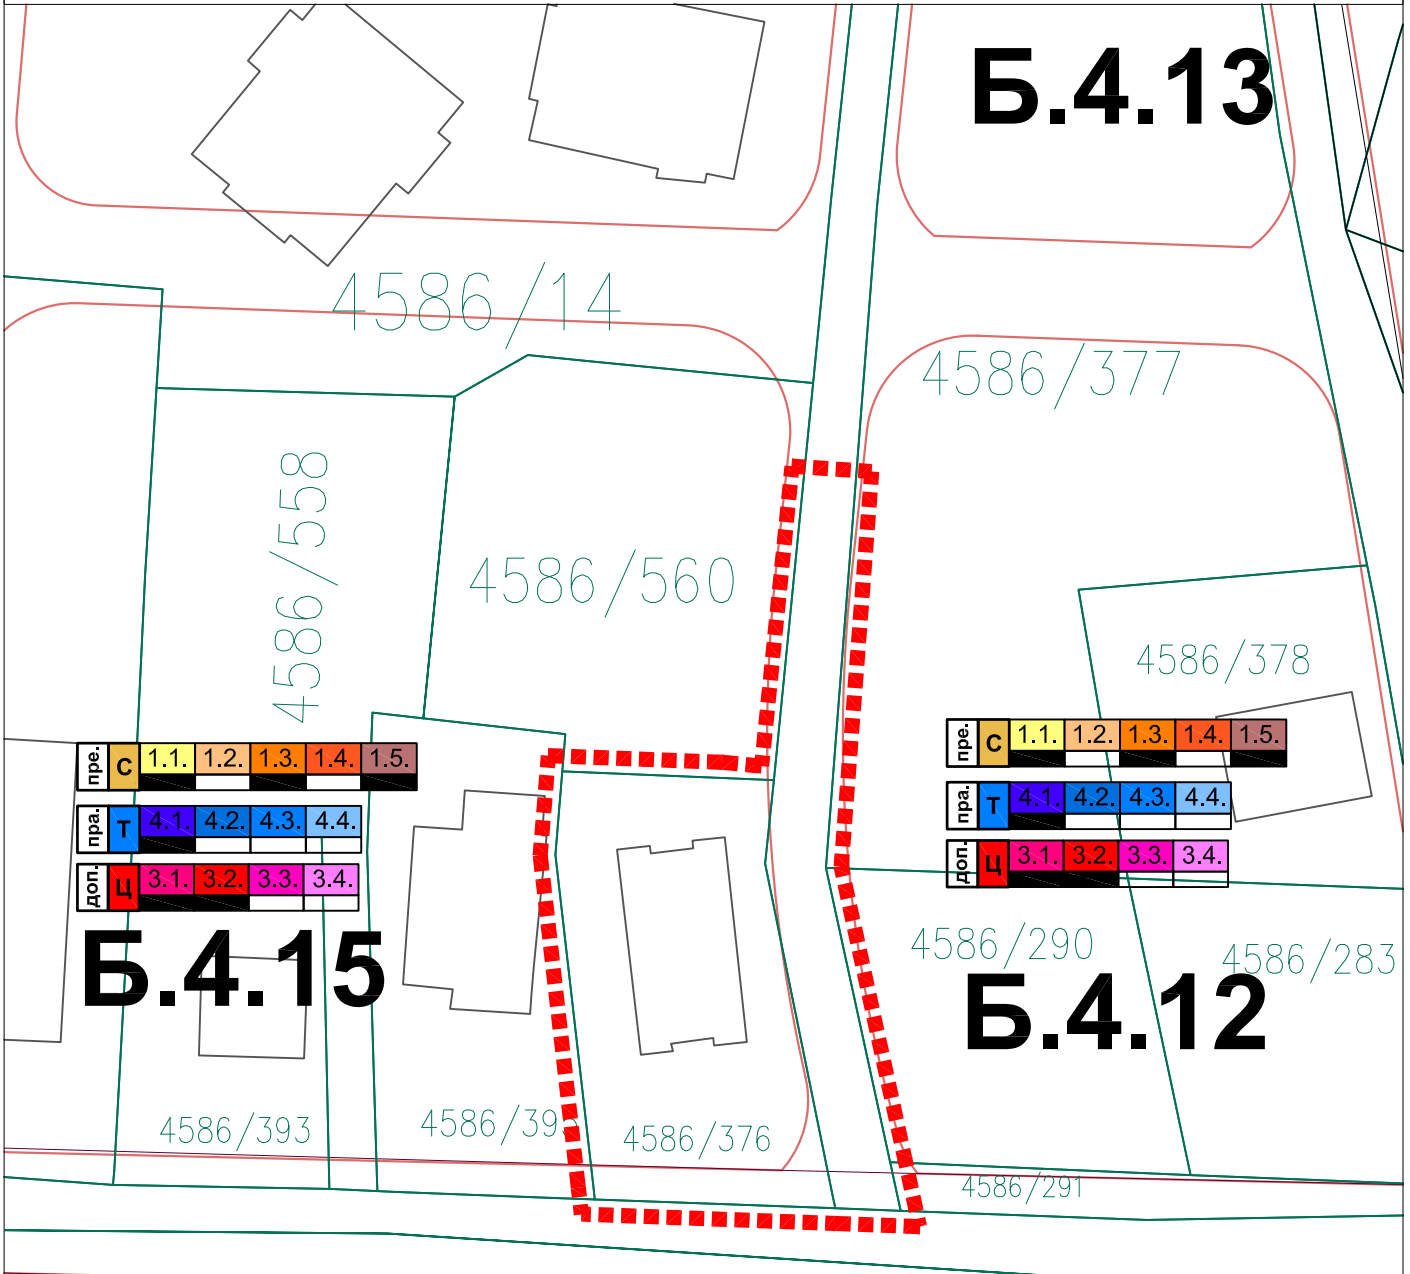 Б.4.13
4586/14
4586/377
4586/558
4586/560
4586/378
пре. С 1.1. 1.2. 1.3. 1.4. 1.5.
пра. Т 4.1. 4.2. 4.3. 4.4.
доп. Ц 3.1. 3.2. 3.3. 3.4.
пре. С 1.1. 1.2. 1.3. 1.4. 1.5.
пра. Т 4.1. 4.2. 4.3. 4.4.
доп. Ц 3.1. 3.2. 3.3. 3.4.
Б.4.15
4586/290
4586/283
Б.4.12
4586/393
4586/376
4586/291